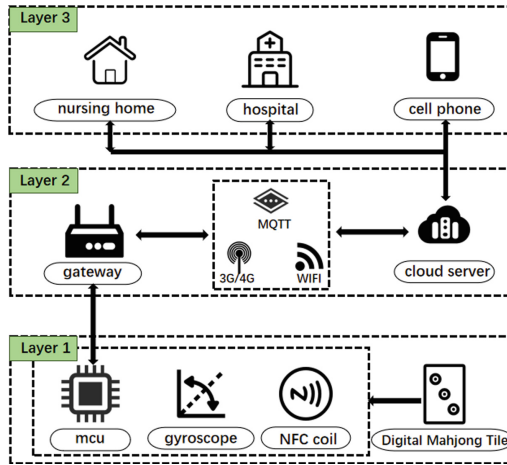 Layer 3
nursing home
hospital
cell phone
Layer 2
MQTT
3G/4G
WIFI
gateway
cloud server
Layer 1
mcu
gyroscope
NFC coil
Digital Mahjong Tile